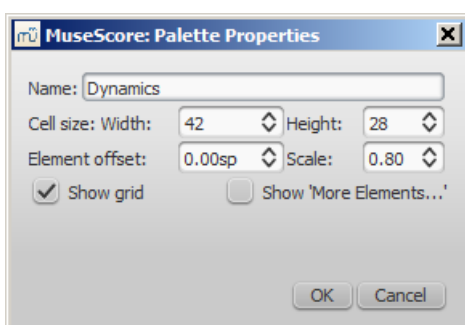 MuseScore: Palette Properties
Name: Dynamics
Cell size: Width: 42 Height: 28
Element offset: 0.00sp Scale: 0.80
Show grid Show 'More Elements...'
OK Cancel